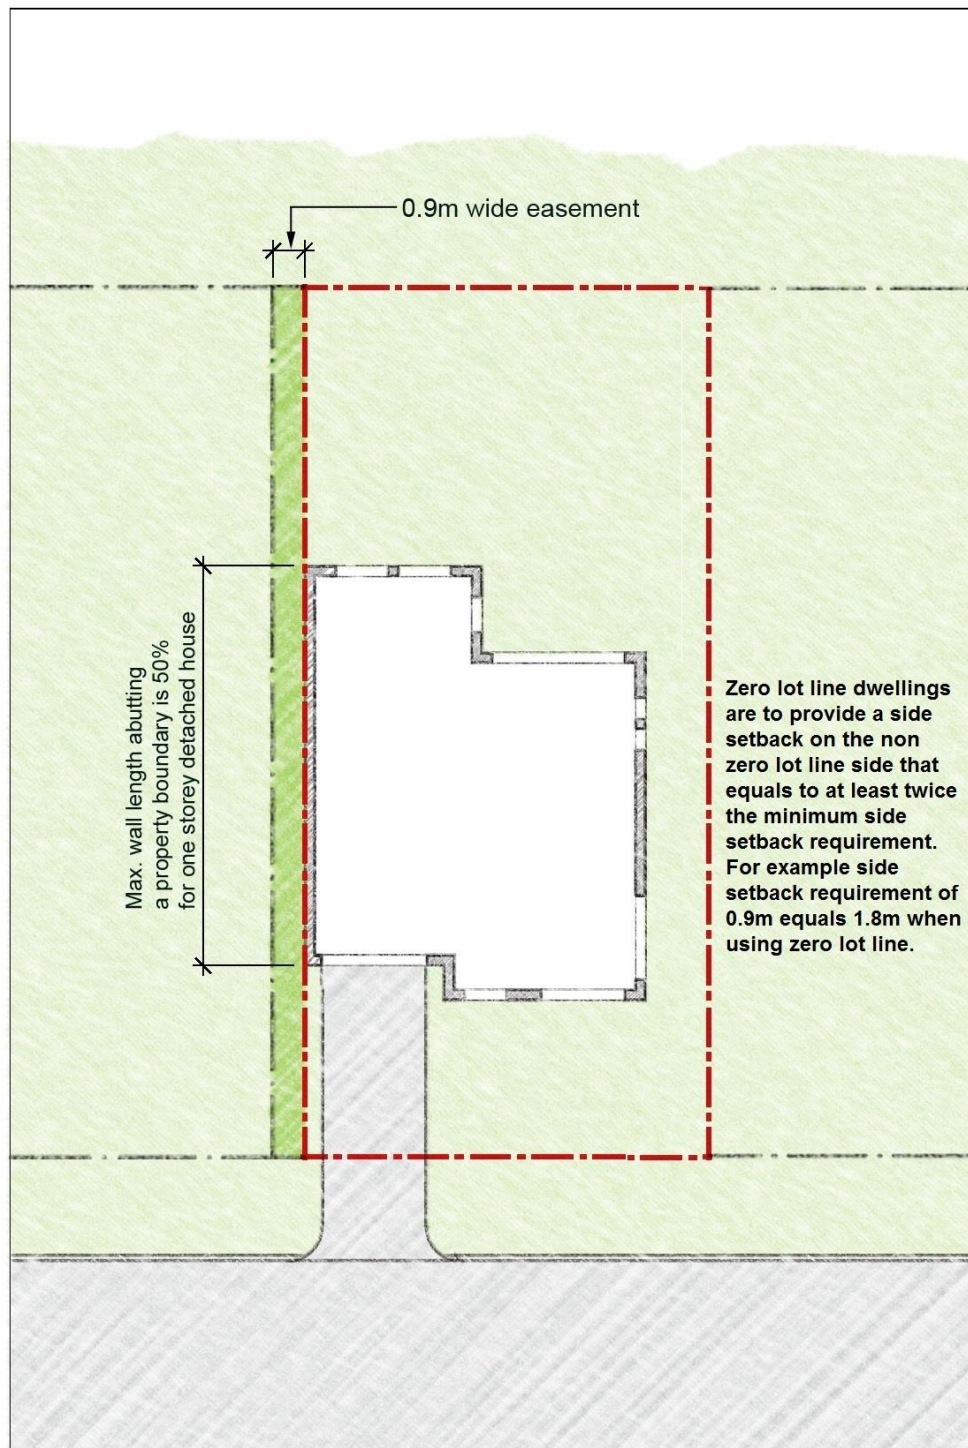 0.9m wide easement
Max. wall length abutting
a property boundary is 50%
for one storey detached house
Zero lot line dwellings
are to provide a side
setback on the non
zero lot line side that
equals to at least twice
the minimum side
setback requirement.
For example side
setback requirement of
0.9m equals 1.8m when
using zero lot line.